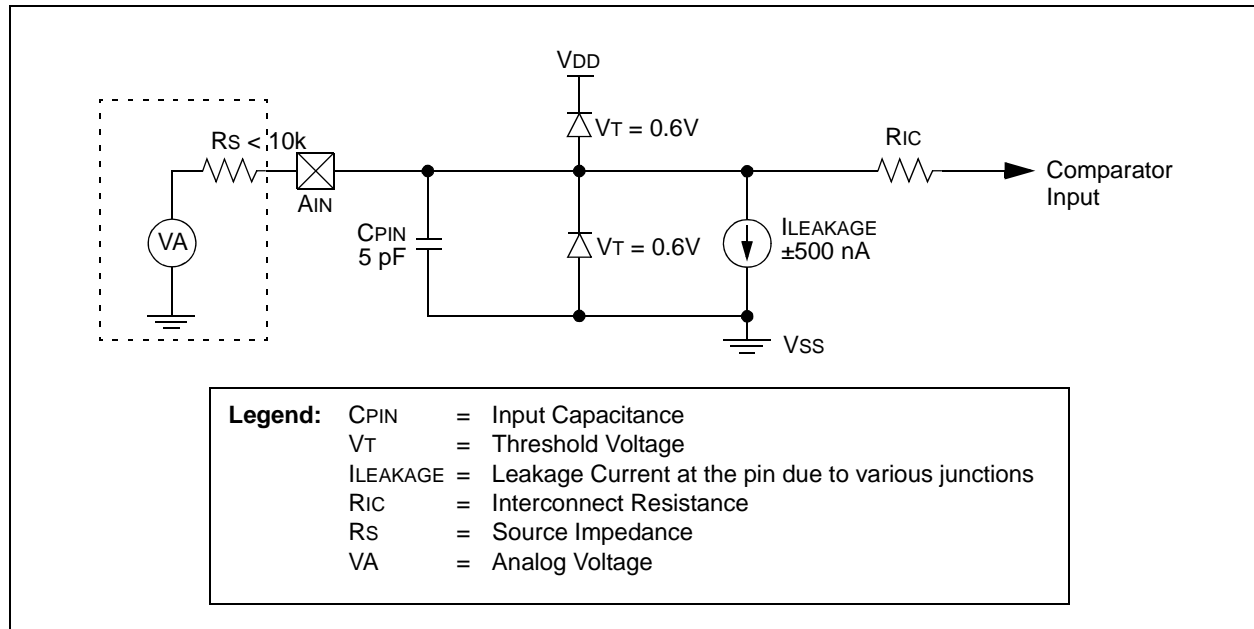 VDD
VT = 0.6V
RS < 10k
RIC
AIN
Comparator
Input
CPIN
5 pF
VT = 0.6V
ILEAKAGE
±500 nA
VA
VSS
Legend: CPIN = Input Capacitance
VT = Threshold Voltage
ILEAKAGE = Leakage Current at the pin due to various junctions
RIC = Interconnect Resistance
RS = Source Impedance
VA = Analog Voltage